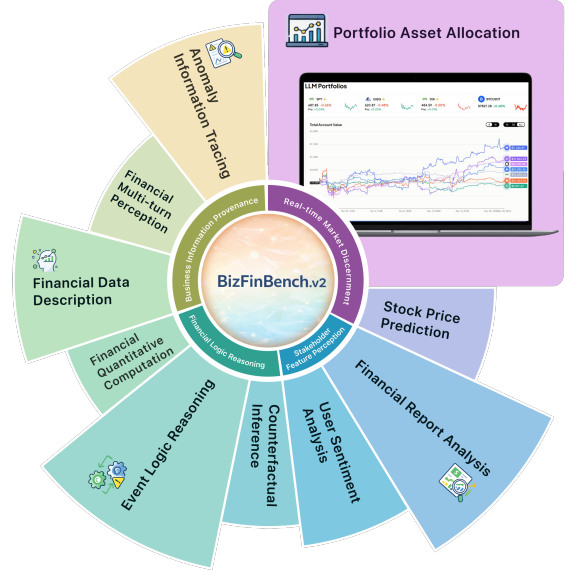 Portfolio Asset Allocation
LLM Portfolios
Total Account Value
Anomaly
Information Tracing
Financial
Multi-turn
Perception
Financial Data
Description
Financial
Quantitative
Computation
Event Logic Reasoning
Counterfactual
Inference
User Sentiment
Analysis
Financial Report Analysis
Stock Price
Prediction
Business Information Provenance
Real-time Market Discernment
Financial Logic Reasoning
Stakeholder
Feature Perception
BizFinBench.v2